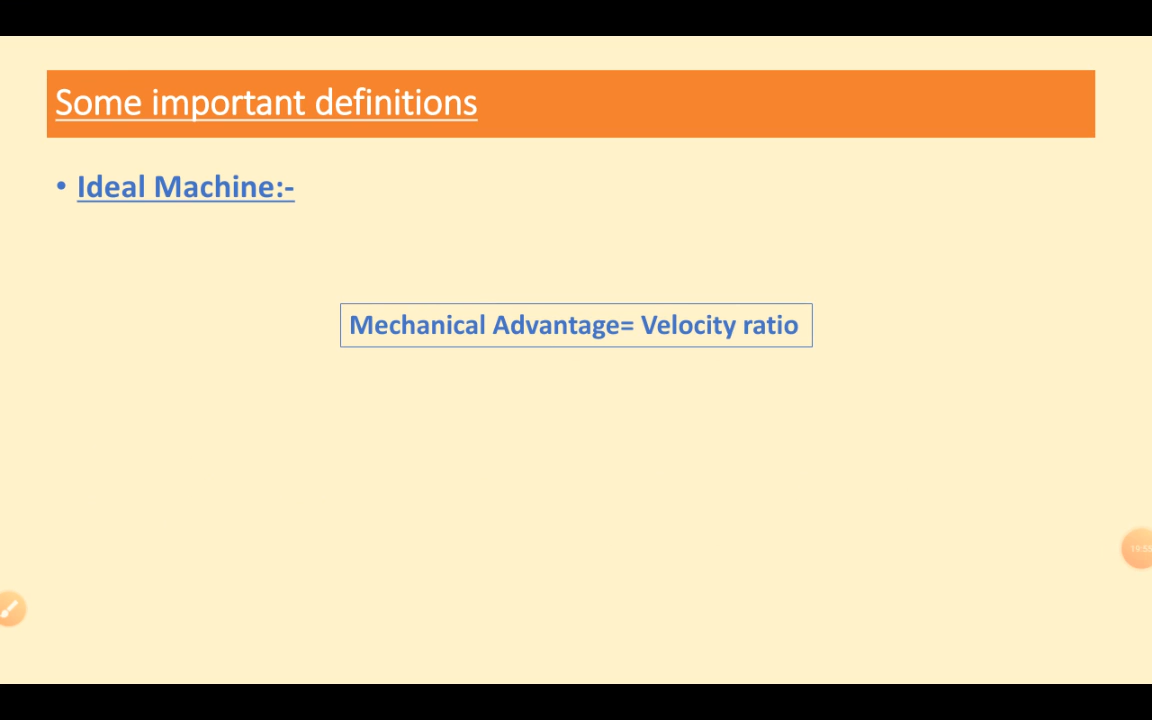 Some important definitions
• Ideal Machine:-
Mechanical Advantage= Velocity ratio